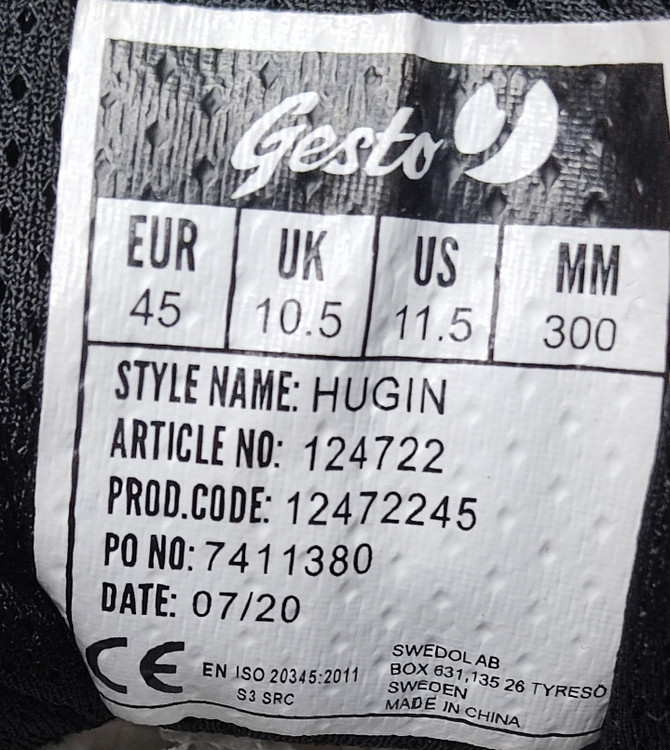 Gesto
EUR UK US MM
45 10.5 11.5 300
STYLE NAME: HUGIN
ARTICLE NO: 124722
PROD.CODE: 12472245
PO NO: 7411380
DATE: 07/20
CE EN ISO 20345:2011
S3 SRC
SWEDOL AB
BOX 631,135 26 TYRESÖ
SWEDEN
MADE IN CHINA